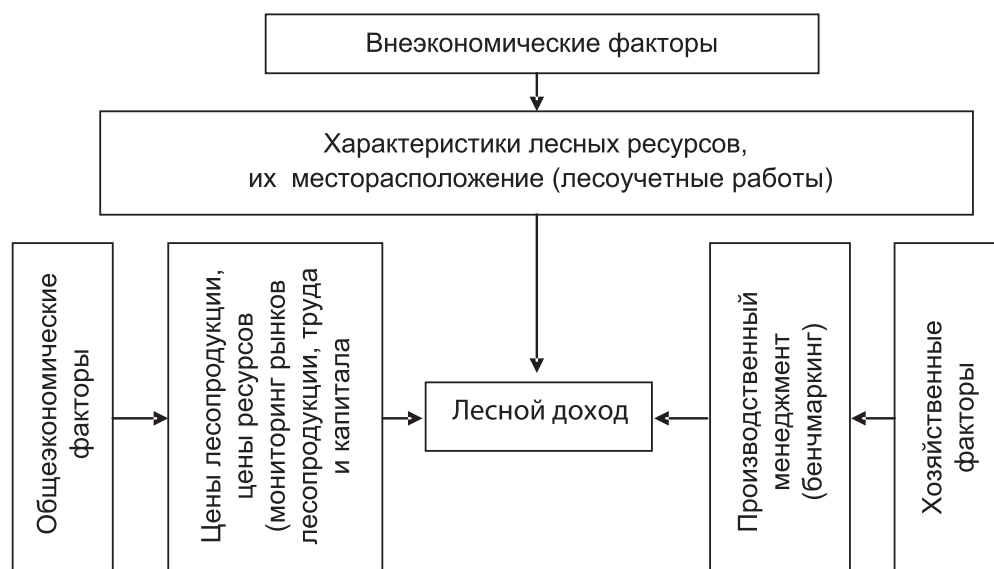 Внеэкономические факторы
Характеристики лесных ресурсов,
их месторасположение (лесоучетные работы)
Общеэкономические
факторы
Цены лесопродукции,
цены ресурсов
(мониторинг рынков
лесопродукции, труда
и капитала
Лесной доход
Производственный
менеджмент
(бенчмаркинг)
Хозяйственные
факторы